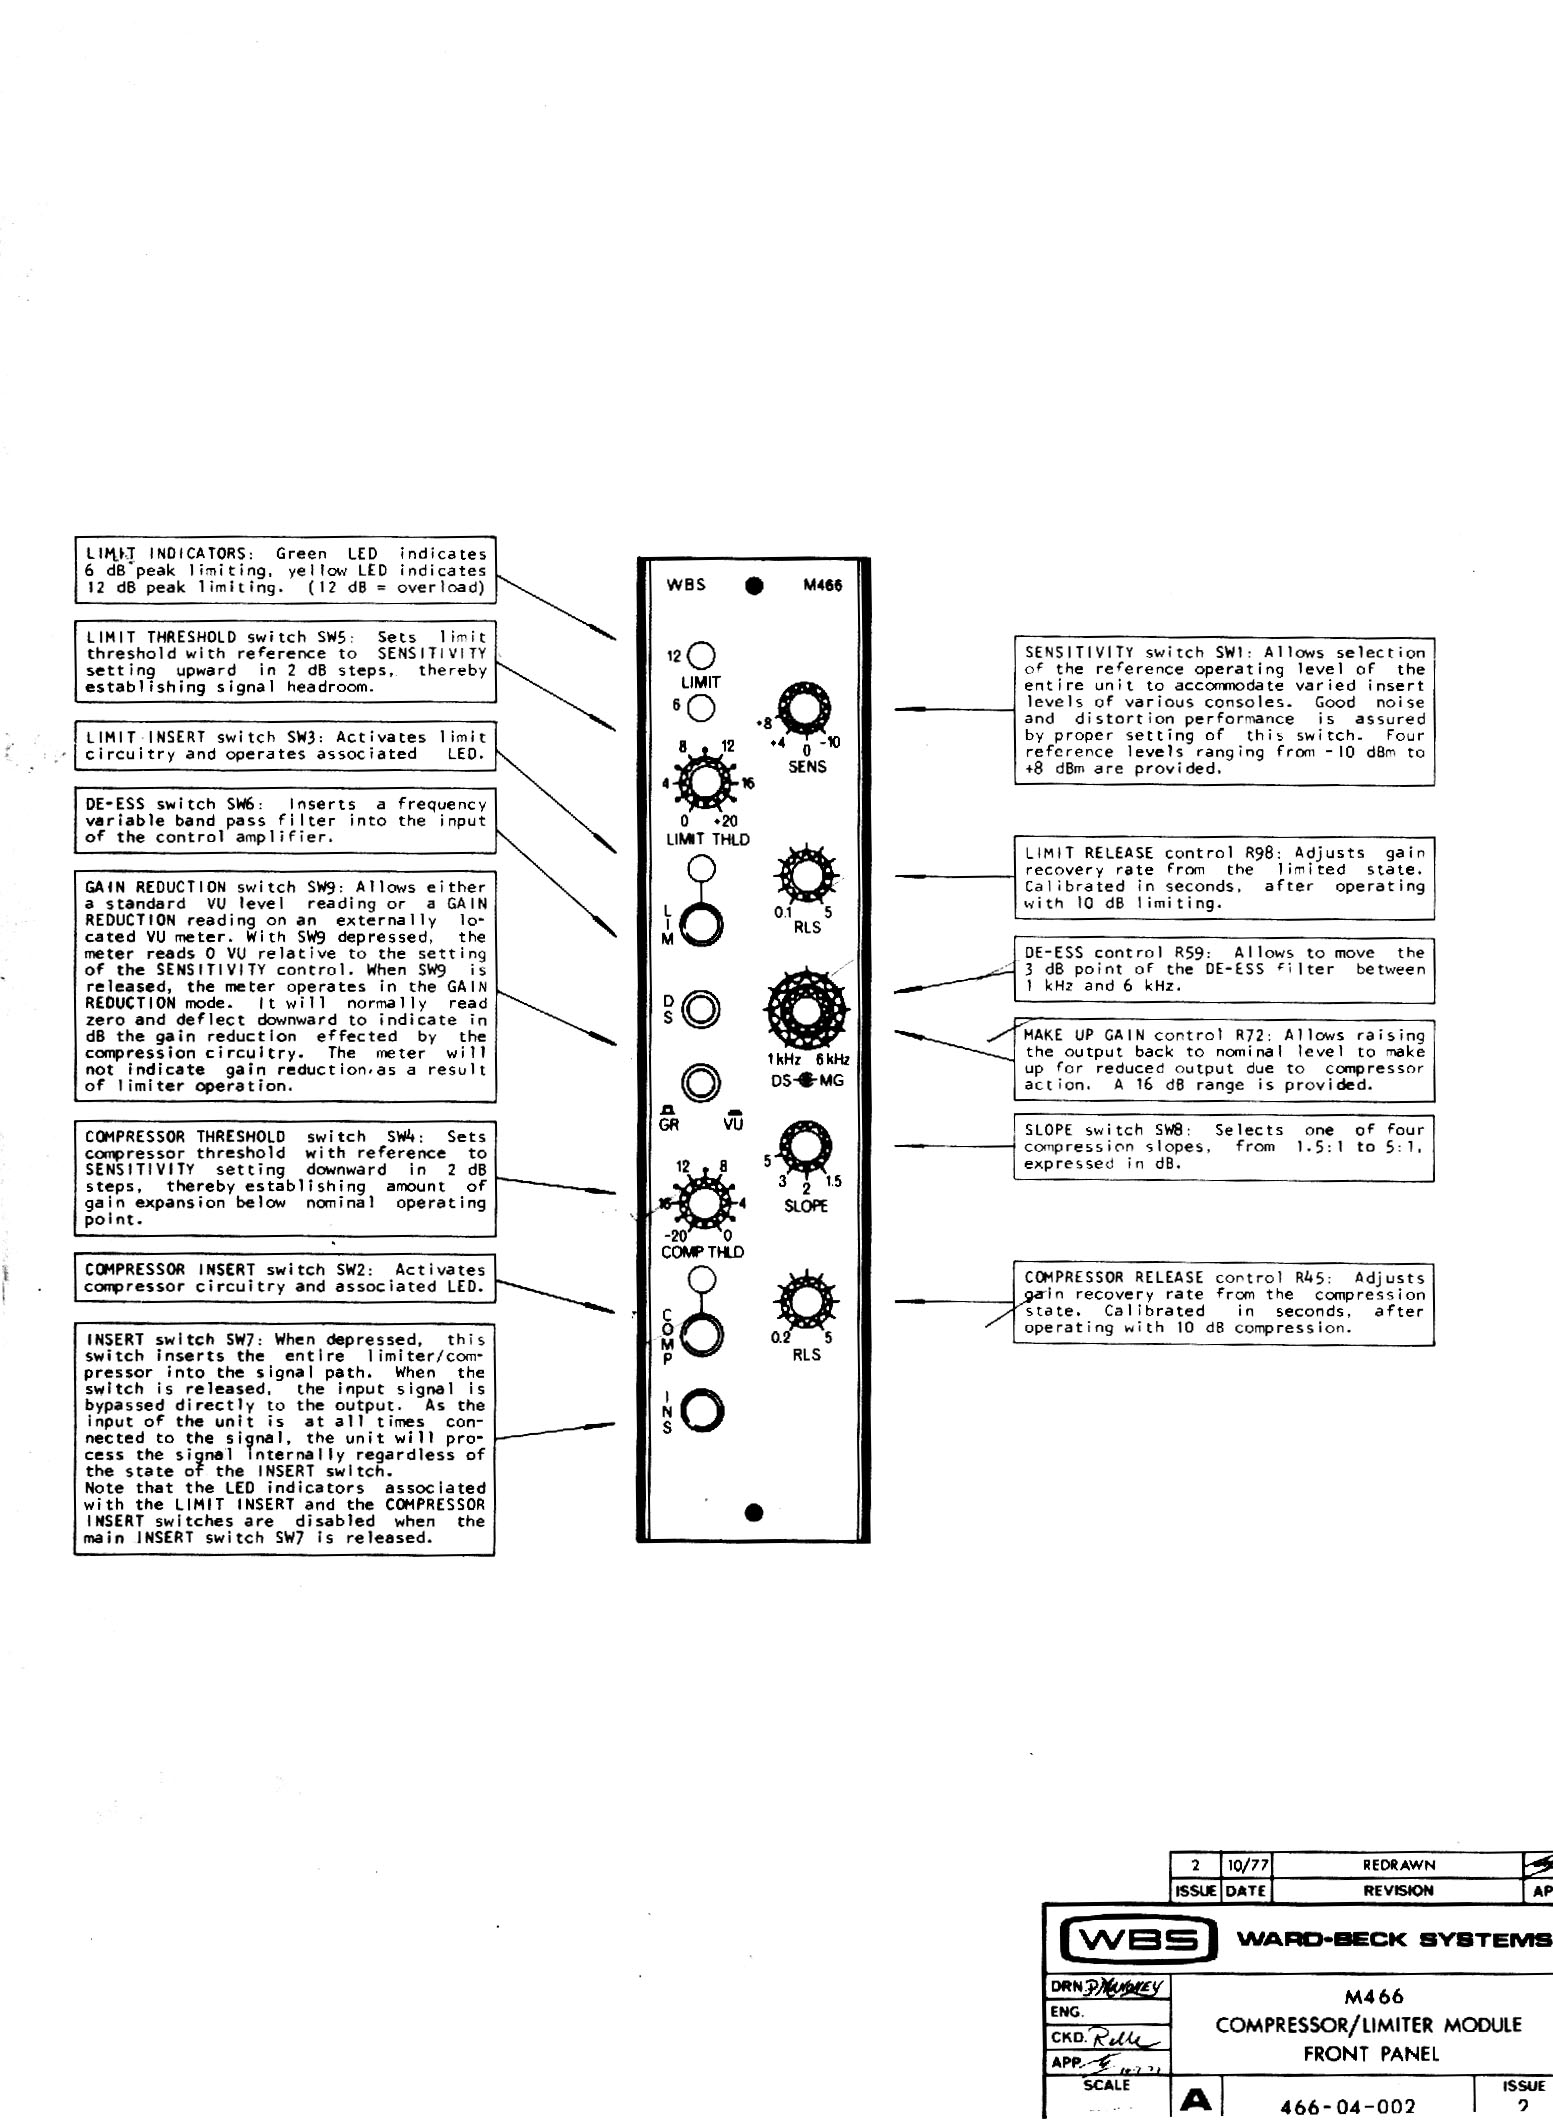 LIMIT INDICATORS: Green LED indicates
6 dB peak limiting, yellow LED indicates
12 dB peak limiting. (12 dB = overload)
LIMIT THRESHOLD switch SW5: Sets limit
threshold with reference to SENSITIVITY
setting upward in 2 dB steps, thereby
establishing signal headroom.
LIMIT INSERT switch SW3: Activates limit
circuitry and operates associated LED.
DE-ESS switch SW6: Inserts a frequency
variable band pass filter into the input
of the control amplifier.
GAIN REDUCTION switch SW9: Allows either
a standard VU level reading or a GAIN
REDUCTION reading on an externally lo-
cated VU meter. With SW9 depressed, the
meter reads 0 VU relative to the setting
of the SENSITIVITY control. When SW9 is
released, the meter operates in the GAIN
REDUCTION mode. It will normally read
zero and deflect downward to indicate in
dB the gain reduction effected by the
compression circuitry. The meter will
not indicate gain reduction as a result
of limiter operation.
COMPRESSOR THRESHOLD switch SW4: Sets
compressor threshold with reference to
SENSITIVITY setting downward in 2 dB
steps, thereby establishing amount of
gain expansion below nominal operating
point.
COMPRESSOR INSERT switch SW2: Activates
compressor circuitry and associated LED.
INSERT switch SW7: When depressed, this
switch inserts the entire limiter/com-
pressor into the signal path. When the
switch is released, the input signal is
bypassed directly to the output. As the
input of the unit is at all times con-
nected to the signal, the unit will pro-
cess the signal internally regardless of
the state of the INSERT switch.
Note that the LED indicators associated
with the LIMIT INSERT and the COMPRESSOR
INSERT switches are disabled when the
main INSERT switch SW7 is released.
WBS M466
12
LIMIT
6
+8
+4 0 -10
SENS
8 12
4 16
0 +20
LIMIT THLD
LIM
0.1 5
RLS
DS
1kHz 6kHz
DS MG
GR VU
5
3 2 1.5
SLOPE
12 8
16 4
-20 0
COMP THLD
COMP
0.2 5
RLS
INS
SENSITIVITY switch SW1: Allows selection
of the reference operating level of the
entire unit to accommodate varied insert
levels of various consoles. Good noise
and distortion performance is assured
by proper setting of this switch. Four
reference levels ranging from -10 dBm to
+8 dBm are provided.
LIMIT RELEASE control R98: Adjusts gain
recovery rate from the limited state.
Calibrated in seconds, after operating
with 10 dB limiting.
DE-ESS control R59: Allows to move the
3 dB point of the DE-ESS filter between
1 kHz and 6 kHz.
MAKE UP GAIN control R72: Allows raising
the output back to nominal level to make
up for reduced output due to compressor
action. A 16 dB range is provided.
SLOPE switch SW8: Selects one of four
compression slopes, from 1.5:1 to 5:1,
expressed in dB.
COMPRESSOR RELEASE control R45: Adjusts
gain recovery rate from the compression
state. Calibrated in seconds, after
operating with 10 dB compression.
2 10/77 REDRAWN
ISSUE DATE REVISION AP
WBS WARD-BECK SYSTEMS
DRN.
ENG.
CKD.
APP.
SCALE
M466
COMPRESSOR/LIMITER MODULE
FRONT PANEL
A 466-04-002
ISSUE
2